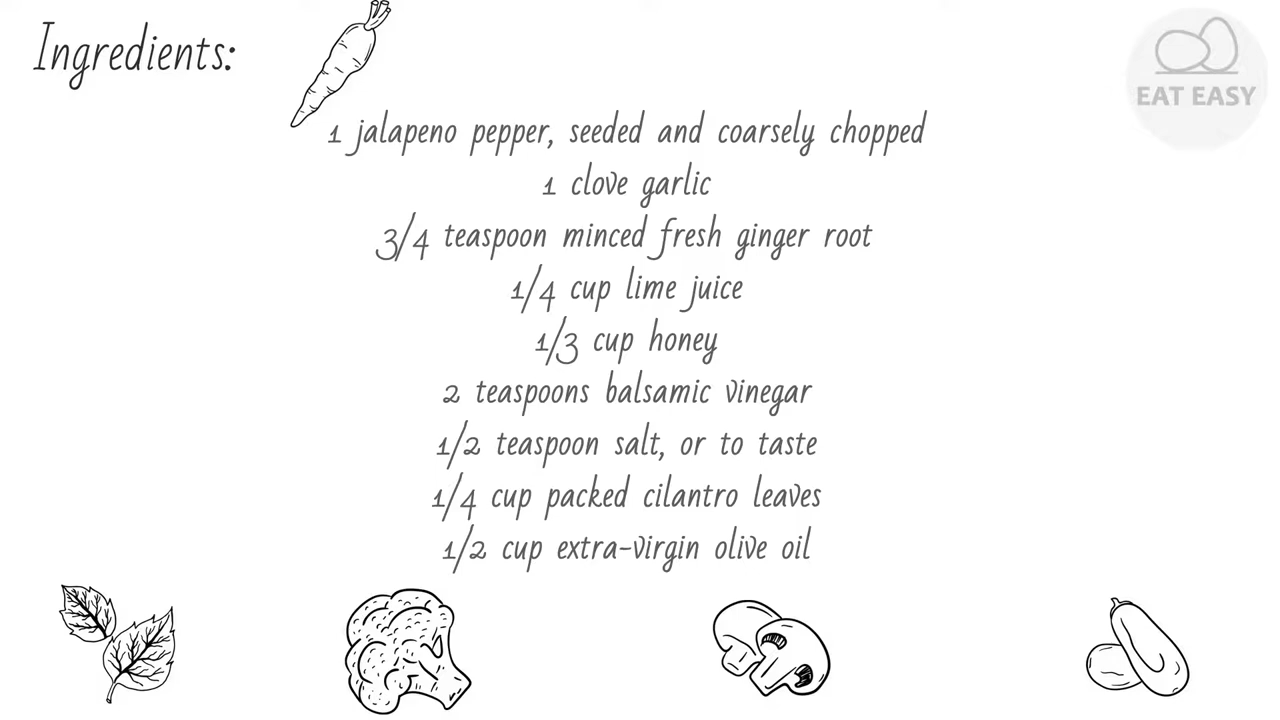 Ingredients:
EAT EASY
1 jalapeno pepper, seeded and coarsely chopped
1 clove garlic
3/4 teaspoon minced fresh ginger root
1/4 cup lime juice
1/3 cup honey
2 teaspoons balsamic vinegar
1/2 teaspoon salt, or to taste
1/4 cup packed cilantro leaves
1/2 cup extra-virgin olive oil